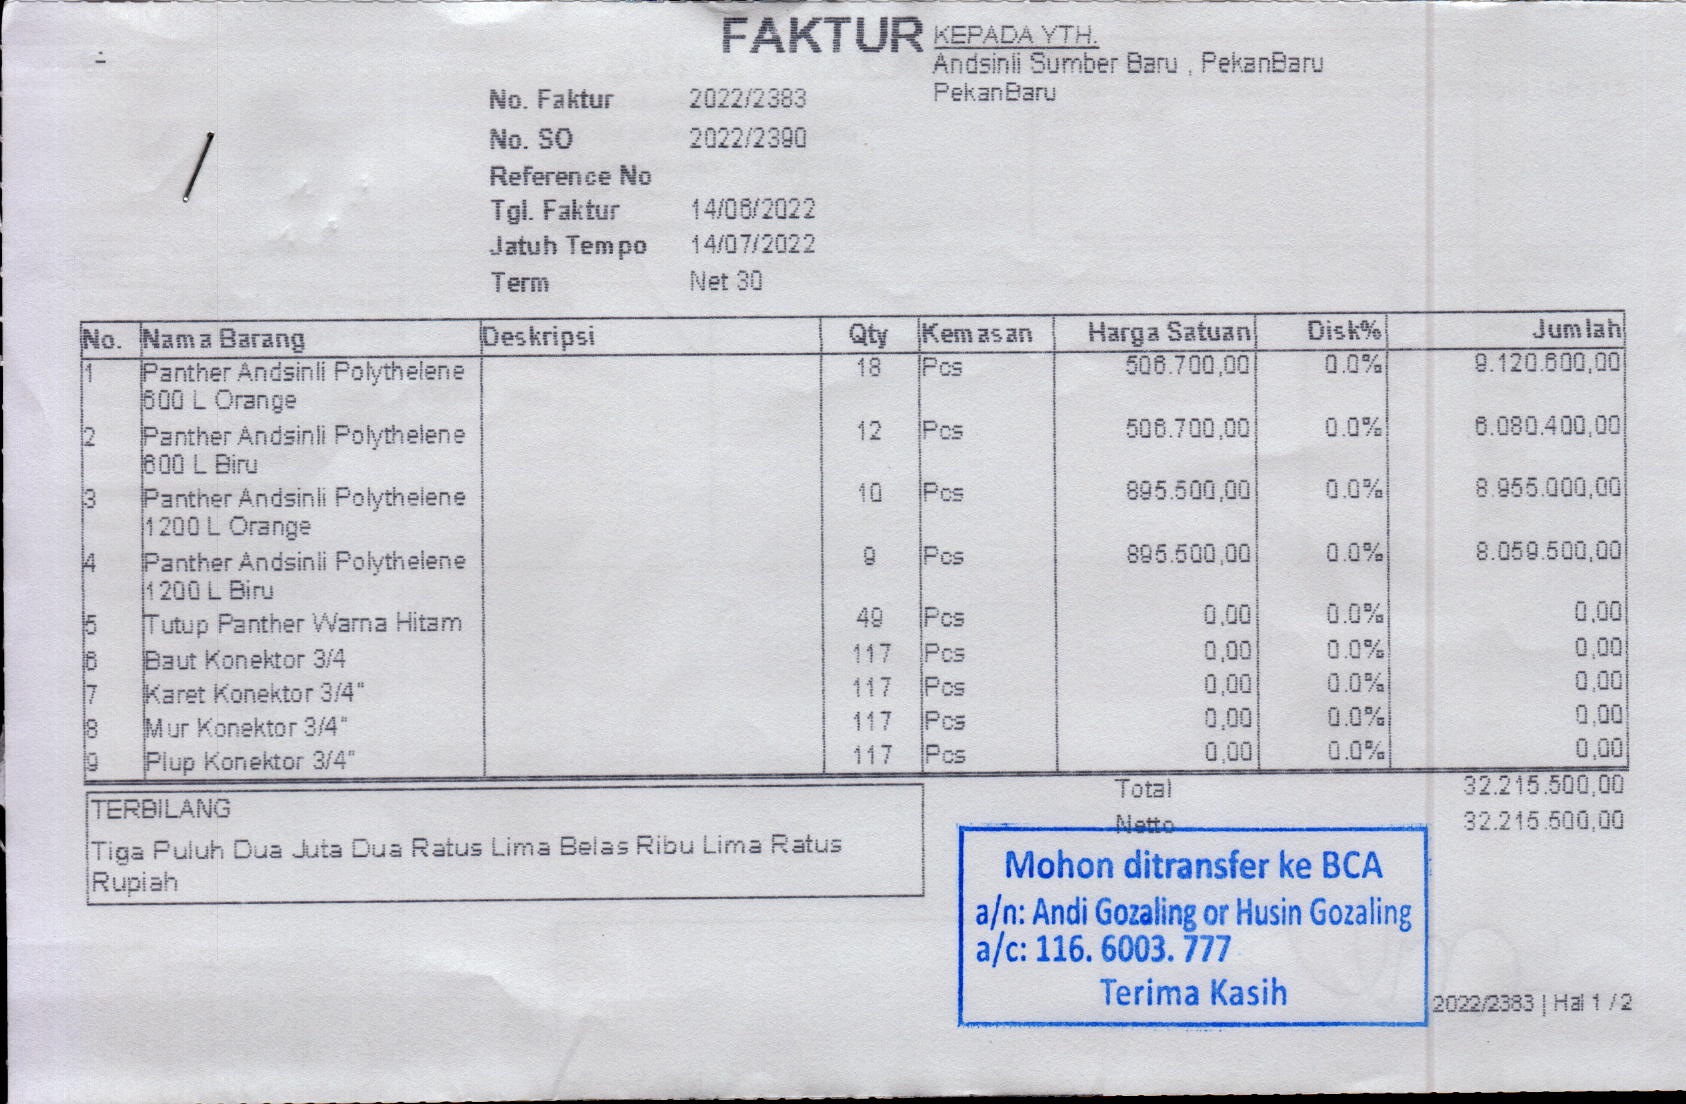 FAKTUR
KEPADA YTH.
Andsinli Sumber Baru , PekanBaru
PekanBaru
No. Faktur 2022/2383
No. SO 2022/2390
Reference No
Tgl. Faktur 14/06/2022
Jatuh Tempo 14/07/2022
Term Net 30
No. Nama Barang Deskripsi Qty Kemasan Harga Satuan Disk% Jumlah
1 Panther Andsinli Polythelene 18 Pcs 506.700,00 0.0% 9.120.600,00
600 L Orange
2 Panther Andsinli Polythelene 12 Pcs 506.700,00 0.0% 6.080.400,00
600 L Biru
3 Panther Andsinli Polythelene 10 Pcs 895.500,00 0.0% 8.955.000,00
1200 L Orange
4 Panther Andsinli Polythelene 9 Pcs 895.500,00 0.0% 8.059.500,00
1200 L Biru
5 Tutup Panther Warna Hitam 49 Pcs 0,00 0.0% 0,00
6 Baut Konektor 3/4 117 Pcs 0,00 0.0% 0,00
7 Karet Konektor 3/4" 117 Pcs 0,00 0.0% 0,00
8 Mur Konektor 3/4" 117 Pcs 0,00 0.0% 0,00
9 Plup Konektor 3/4" 117 Pcs 0,00 0.0% 0,00
Total 32.215.500,00
Netto 32.215.500,00
TERBILANG
Tiga Puluh Dua Juta Dua Ratus Lima Belas Ribu Lima Ratus
Rupiah
Mohon ditransfer ke BCA
a/n: Andi Gozaling or Husin Gozaling
a/c: 116. 6003. 777
Terima Kasih
2022/2383 | Hal 1 / 2